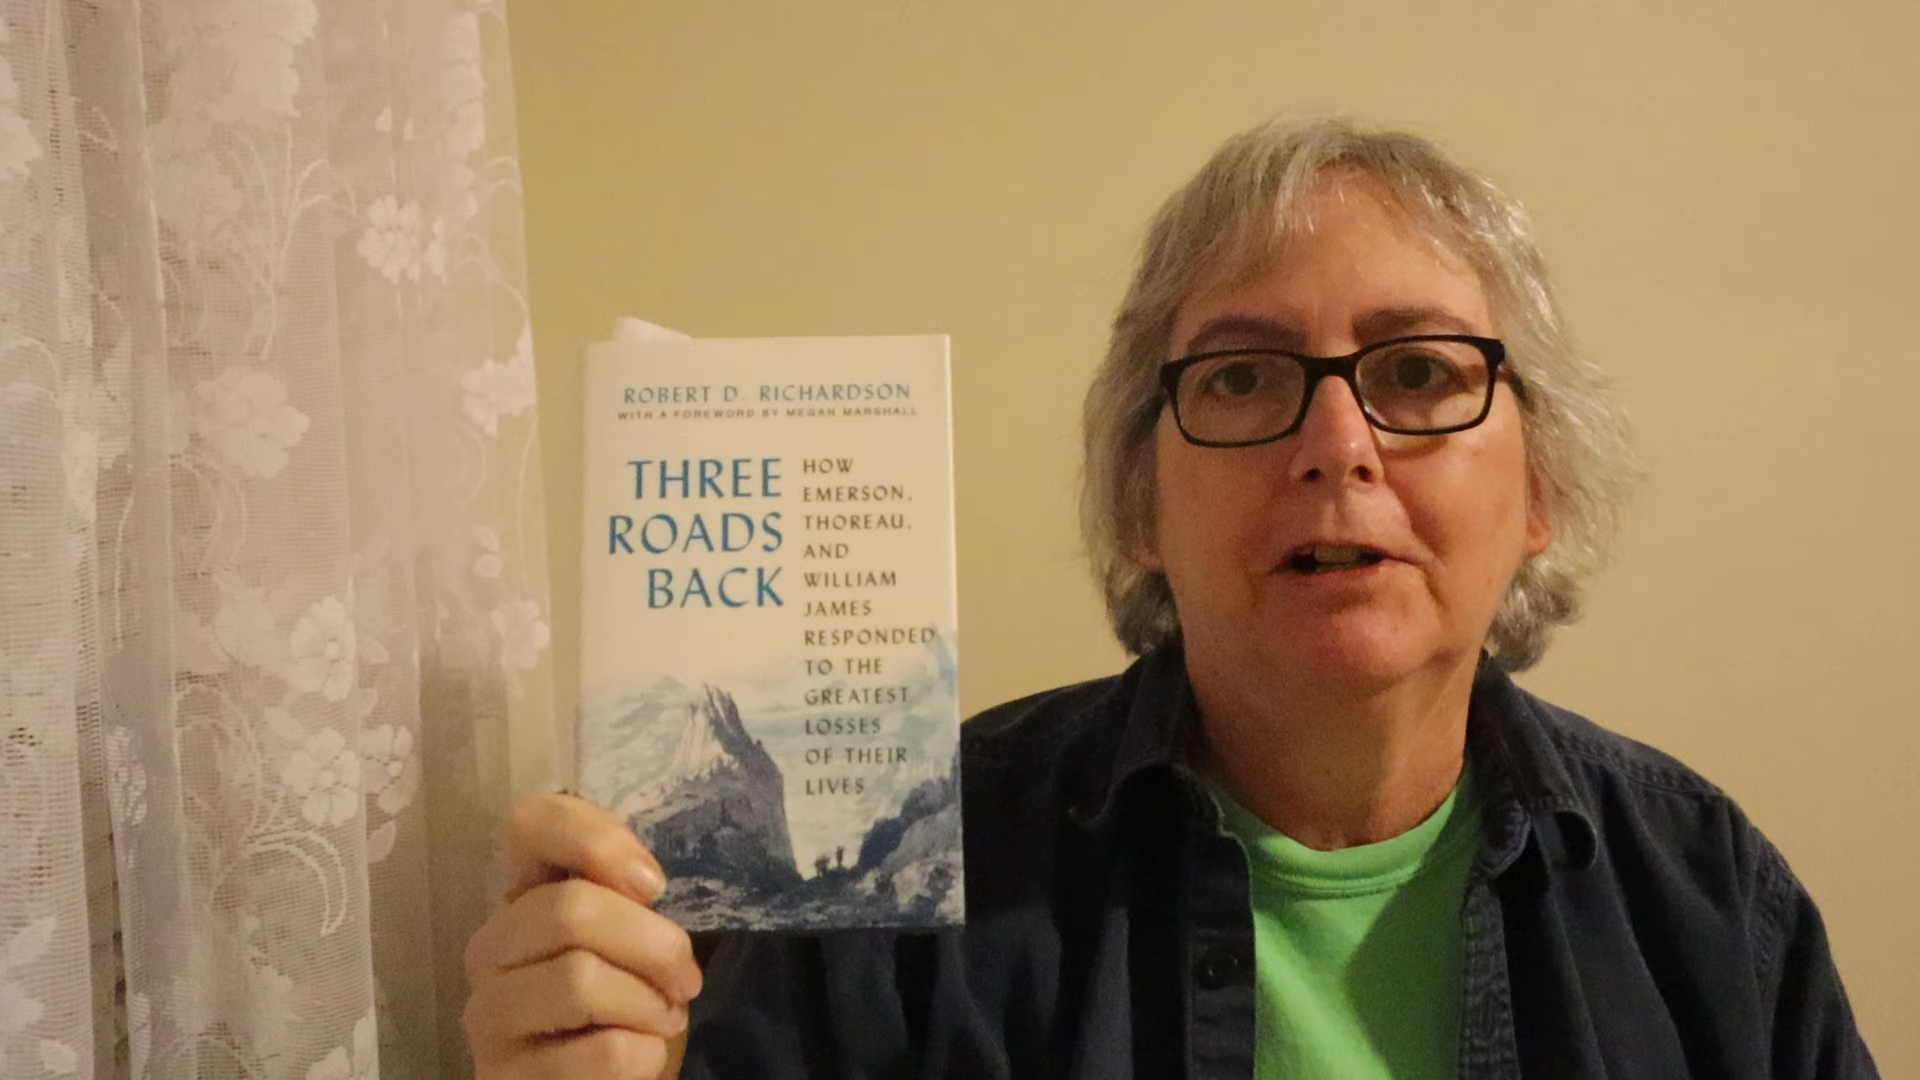 ROBERT D. RICHARDSON
WITH A FOREWORD BY MEGAN MARSHALL
THREE
ROADS
BACK
HOW
EMERSON,
THOREAU,
AND
WILLIAM
JAMES
RESPONDED
TO THE
GREATEST
LOSSES
OF THEIR
LIVES